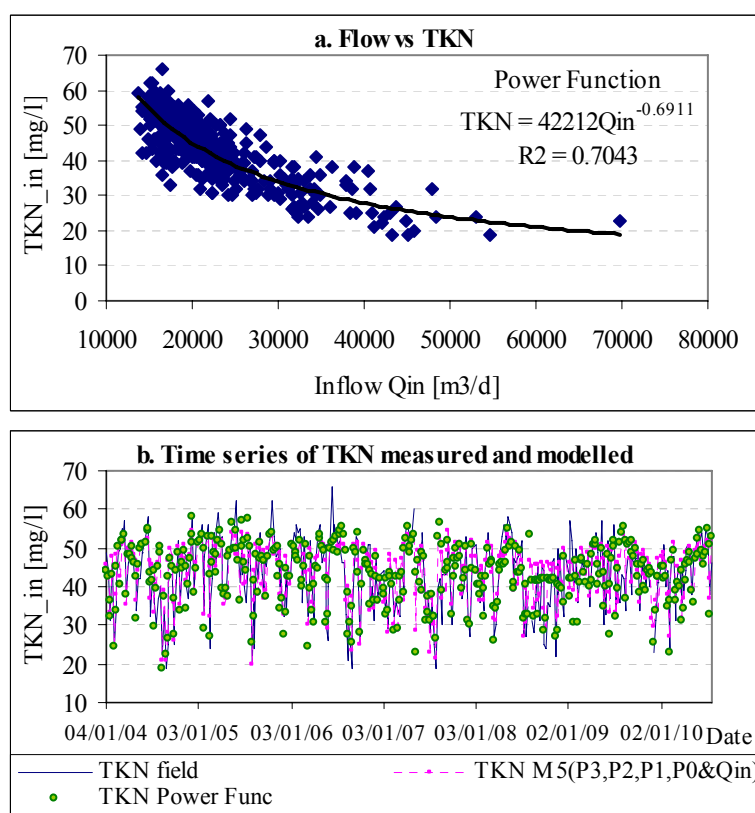 a. Flow vs TKN
Power Function
TKN = 42212Qin^-0.6911
R2 = 0.7043
TKN_in [mg/l]
70
60
50
40
30
20
10
0
10000 20000 30000 40000 50000 60000 70000 80000
Inflow Qin [m3/d]
b. Time series of TKN measured and modelled
TKN_in [mg/l]
70
60
50
40
30
20
10
04/01/04 03/01/05 03/01/06 03/01/07 03/01/08 02/01/09 02/01/10 Date
TKN field
TKN M5(P3,P2,P1,P0&Qin)
TKN Power Func